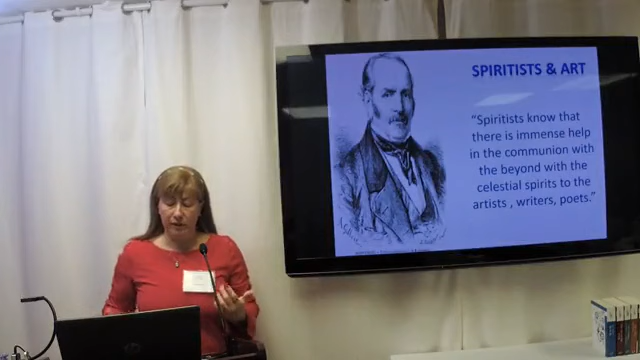 SPIRITISTS & ART
“Spiritists know that
there is immense help
in the communion with
the beyond with the
celestial spirits to the
artists , writers, poets.”